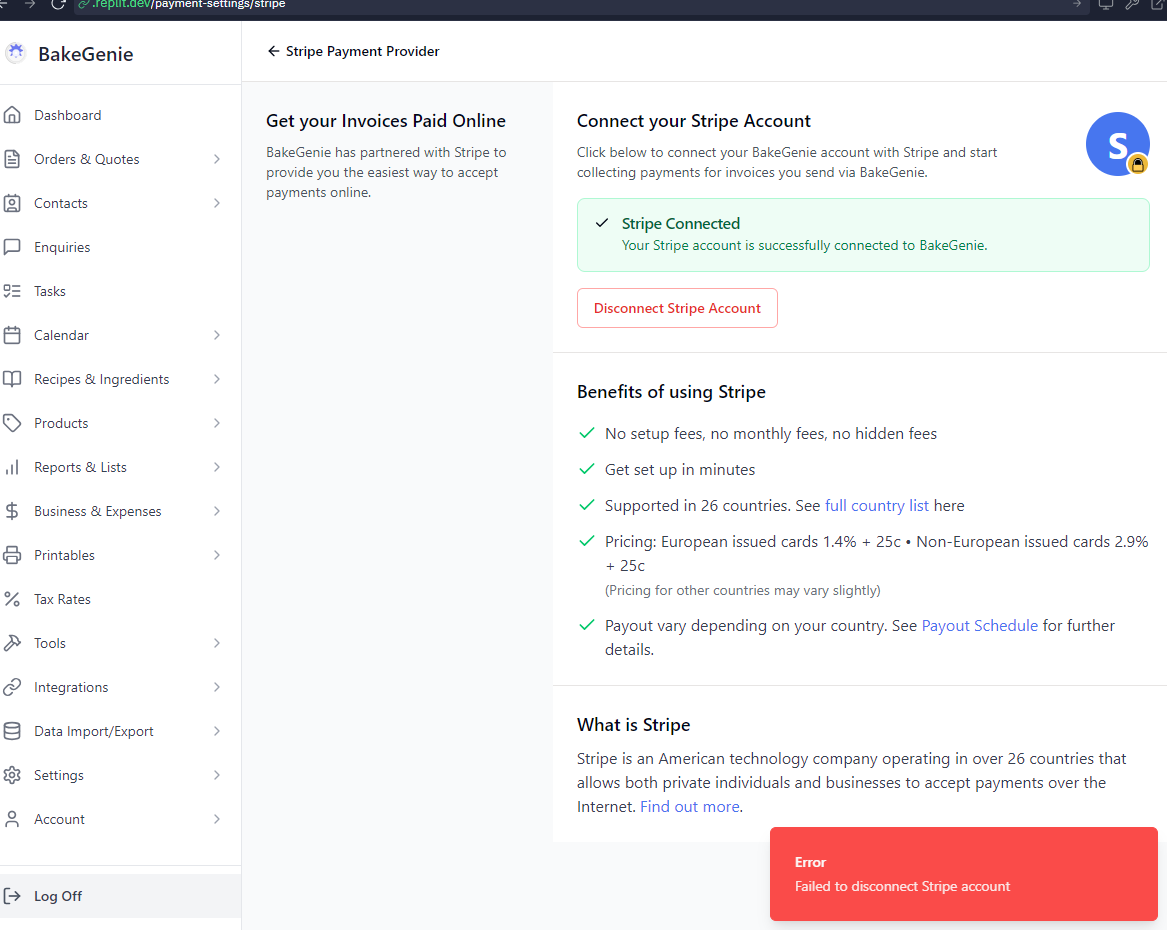 .replit.dev/payment-settings/stripe
BakeGenie
Stripe Payment Provider
Dashboard
Orders & Quotes
Contacts
Enquiries
Tasks
Calendar
Recipes & Ingredients
Products
Reports & Lists
Business & Expenses
Printables
Tax Rates
Tools
Integrations
Data Import/Export
Settings
Account
Log Off
Get your Invoices Paid Online
BakeGenie has partnered with Stripe to
provide you the easiest way to accept
payments online.
Connect your Stripe Account
Click below to connect your BakeGenie account with Stripe and start
collecting payments for invoices you send via BakeGenie.
S
Stripe Connected
Your Stripe account is successfully connected to BakeGenie.
Disconnect Stripe Account
Benefits of using Stripe
No setup fees, no monthly fees, no hidden fees
Get set up in minutes
Supported in 26 countries. See full country list here
Pricing: European issued cards 1.4% + 25c • Non-European issued cards 2.9%
+ 25c
(Pricing for other countries may vary slightly)
Payout vary depending on your country. See Payout Schedule for further
details.
What is Stripe
Stripe is an American technology company operating in over 26 countries that
allows both private individuals and businesses to accept payments over the
Internet. Find out more.
Error
Failed to disconnect Stripe account